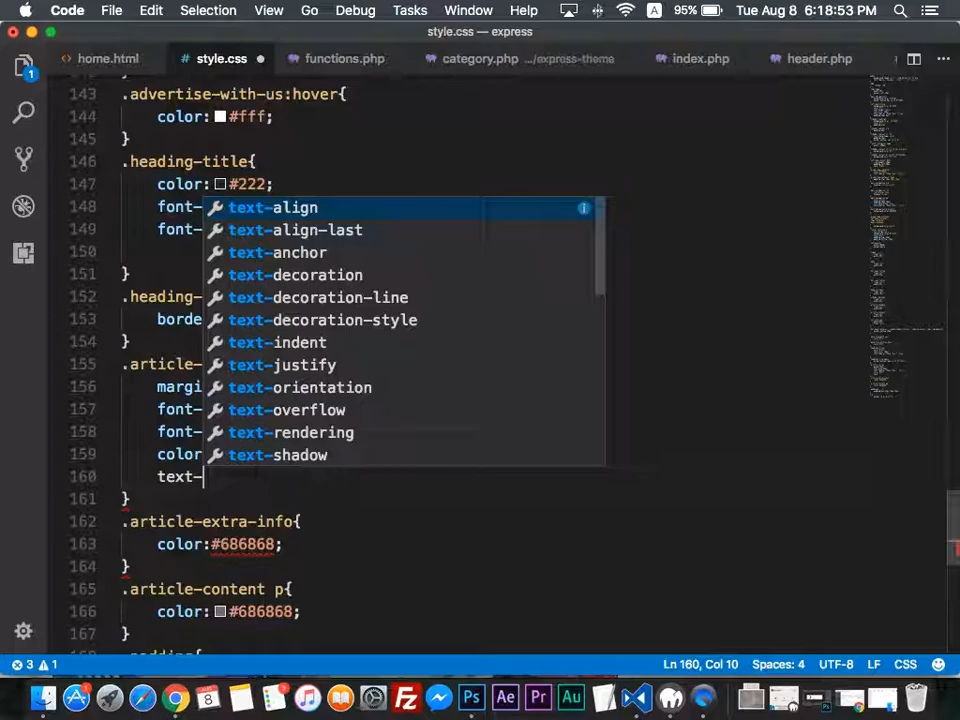 Code File Edit Selection View Go Debug Tasks Window Help A 95% Tue Aug 8 6:18:53 PM
style.css — express
home.html # style.css functions.php category.php .../express-theme index.php header.php
143 .advertise-with-us:hover{
144 color: #fff;
145 }
146 .heading-title{
147 color: #222;
148 font-
149 font-
150
151 }
152 .heading-
153 borde
154 }
155 .article-
156 margi
157 font-
158 font-
159 color
160 text-
161 }
162 .article-extra-info{
163 color:#686868;
164 }
165 .article-content p{
166 color: #686868;
167 }
text-align
text-align-last
text-anchor
text-decoration
text-decoration-line
text-decoration-style
text-indent
text-justify
text-orientation
text-overflow
text-rendering
text-shadow
1
3 1 Ln 160, Col 10 Spaces: 4 UTF-8 LF CSS
Ps Ae Pr Au